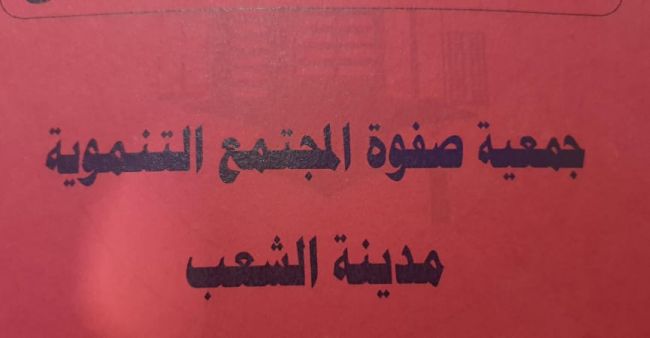 جمعية صفوة المجتمع التنموية
مدينة الشعب